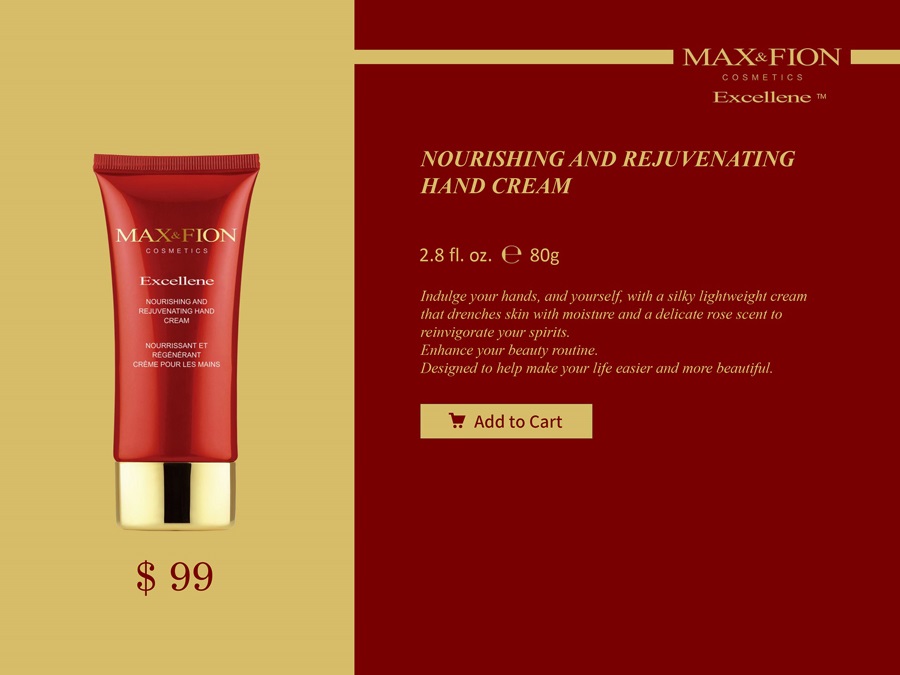 MAX&FION
COSMETICS
Excellene ™
NOURISHING AND REJUVENATING
HAND CREAM
2.8 fl. oz. ℮ 80g
Indulge your hands, and yourself, with a silky lightweight cream
that drenches skin with moisture and a delicate rose scent to
reinvigorate your spirits.
Enhance your beauty routine.
Designed to help make your life easier and more beautiful.
Add to Cart
MAX&FION
COSMETICS
Excellene
NOURISHING AND
REJUVENATING HAND
CREAM
NOURRISSANT ET
RÉGÉNÉRANT
CRÈME POUR LES MAINS
$ 99